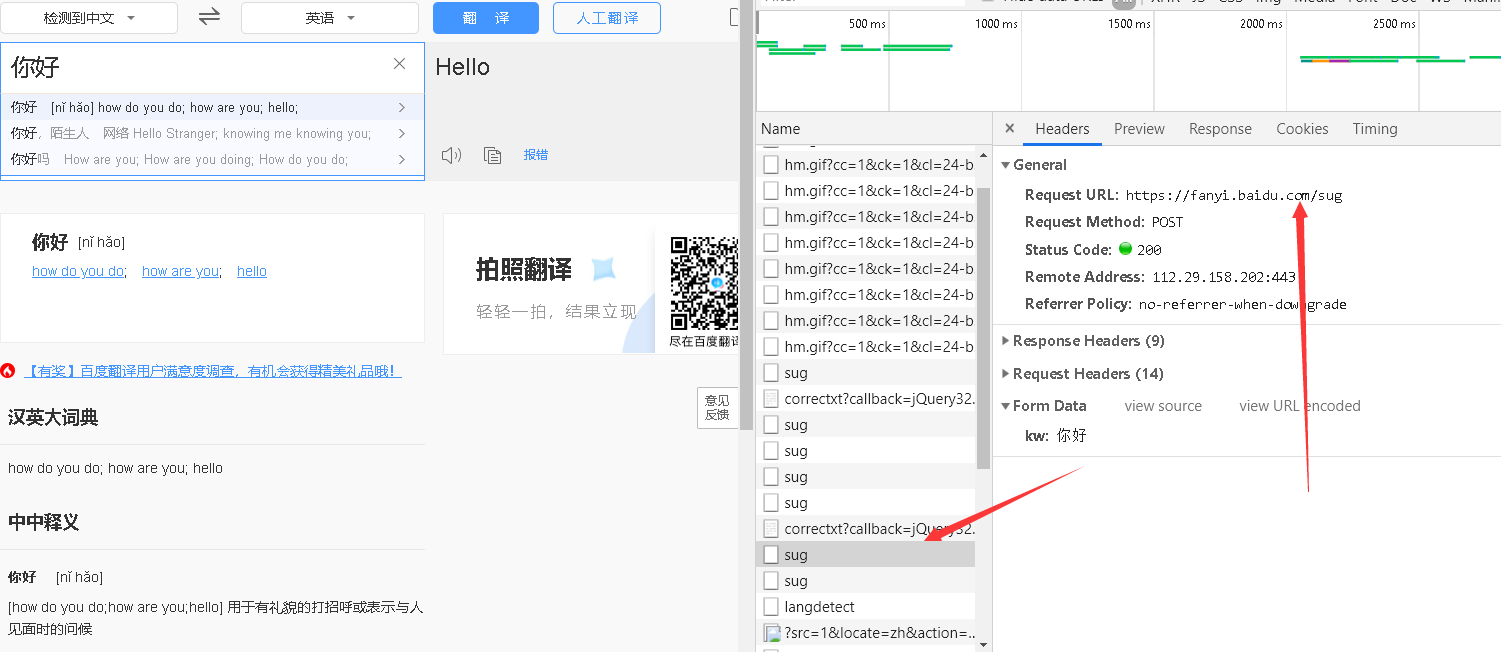 检测到中文
英语
翻 译
人工翻译
你好
你好 [nǐ hǎo] how do you do; how are you; hello;
你好，陌生人 网络 Hello Stranger; knowing me knowing you;
你好吗 How are you; How are you doing; How do you do;
Hello
报错
你好 [nǐ hǎo]
how do you do; how are you; hello
拍照翻译
轻轻一拍，结果立现
尽在百度翻译
【有奖】百度翻译用户满意度调查，有机会获得精美礼品哦！
意见
反馈
汉英大词典
how do you do; how are you; hello
中中释义
你好 [nǐ hǎo]
[how do you do;how are you;hello] 用于有礼貌的打招呼或表示与人
见面时的问候
500 ms
1000 ms
1500 ms
2000 ms
2500 ms
Name
hm.gif?cc=1&ck=1&cl=24-b
hm.gif?cc=1&ck=1&cl=24-b
hm.gif?cc=1&ck=1&cl=24-b
hm.gif?cc=1&ck=1&cl=24-b
hm.gif?cc=1&ck=1&cl=24-b
hm.gif?cc=1&ck=1&cl=24-b
hm.gif?cc=1&ck=1&cl=24-b
hm.gif?cc=1&ck=1&cl=24-b
sug
correctxt?callback=jQuery32.
sug
sug
sug
sug
correctxt?callback=jQuery32.
sug
sug
langdetect
?src=1&locate=zh&action=..
Headers Preview Response Cookies Timing
General
Request URL: https://fanyi.baidu.com/sug
Request Method: POST
Status Code: 200
Remote Address: 112.29.158.202:443
Referrer Policy: no-referrer-when-downgrade
Response Headers (9)
Request Headers (14)
Form Data view source view URL encoded
kw: 你好